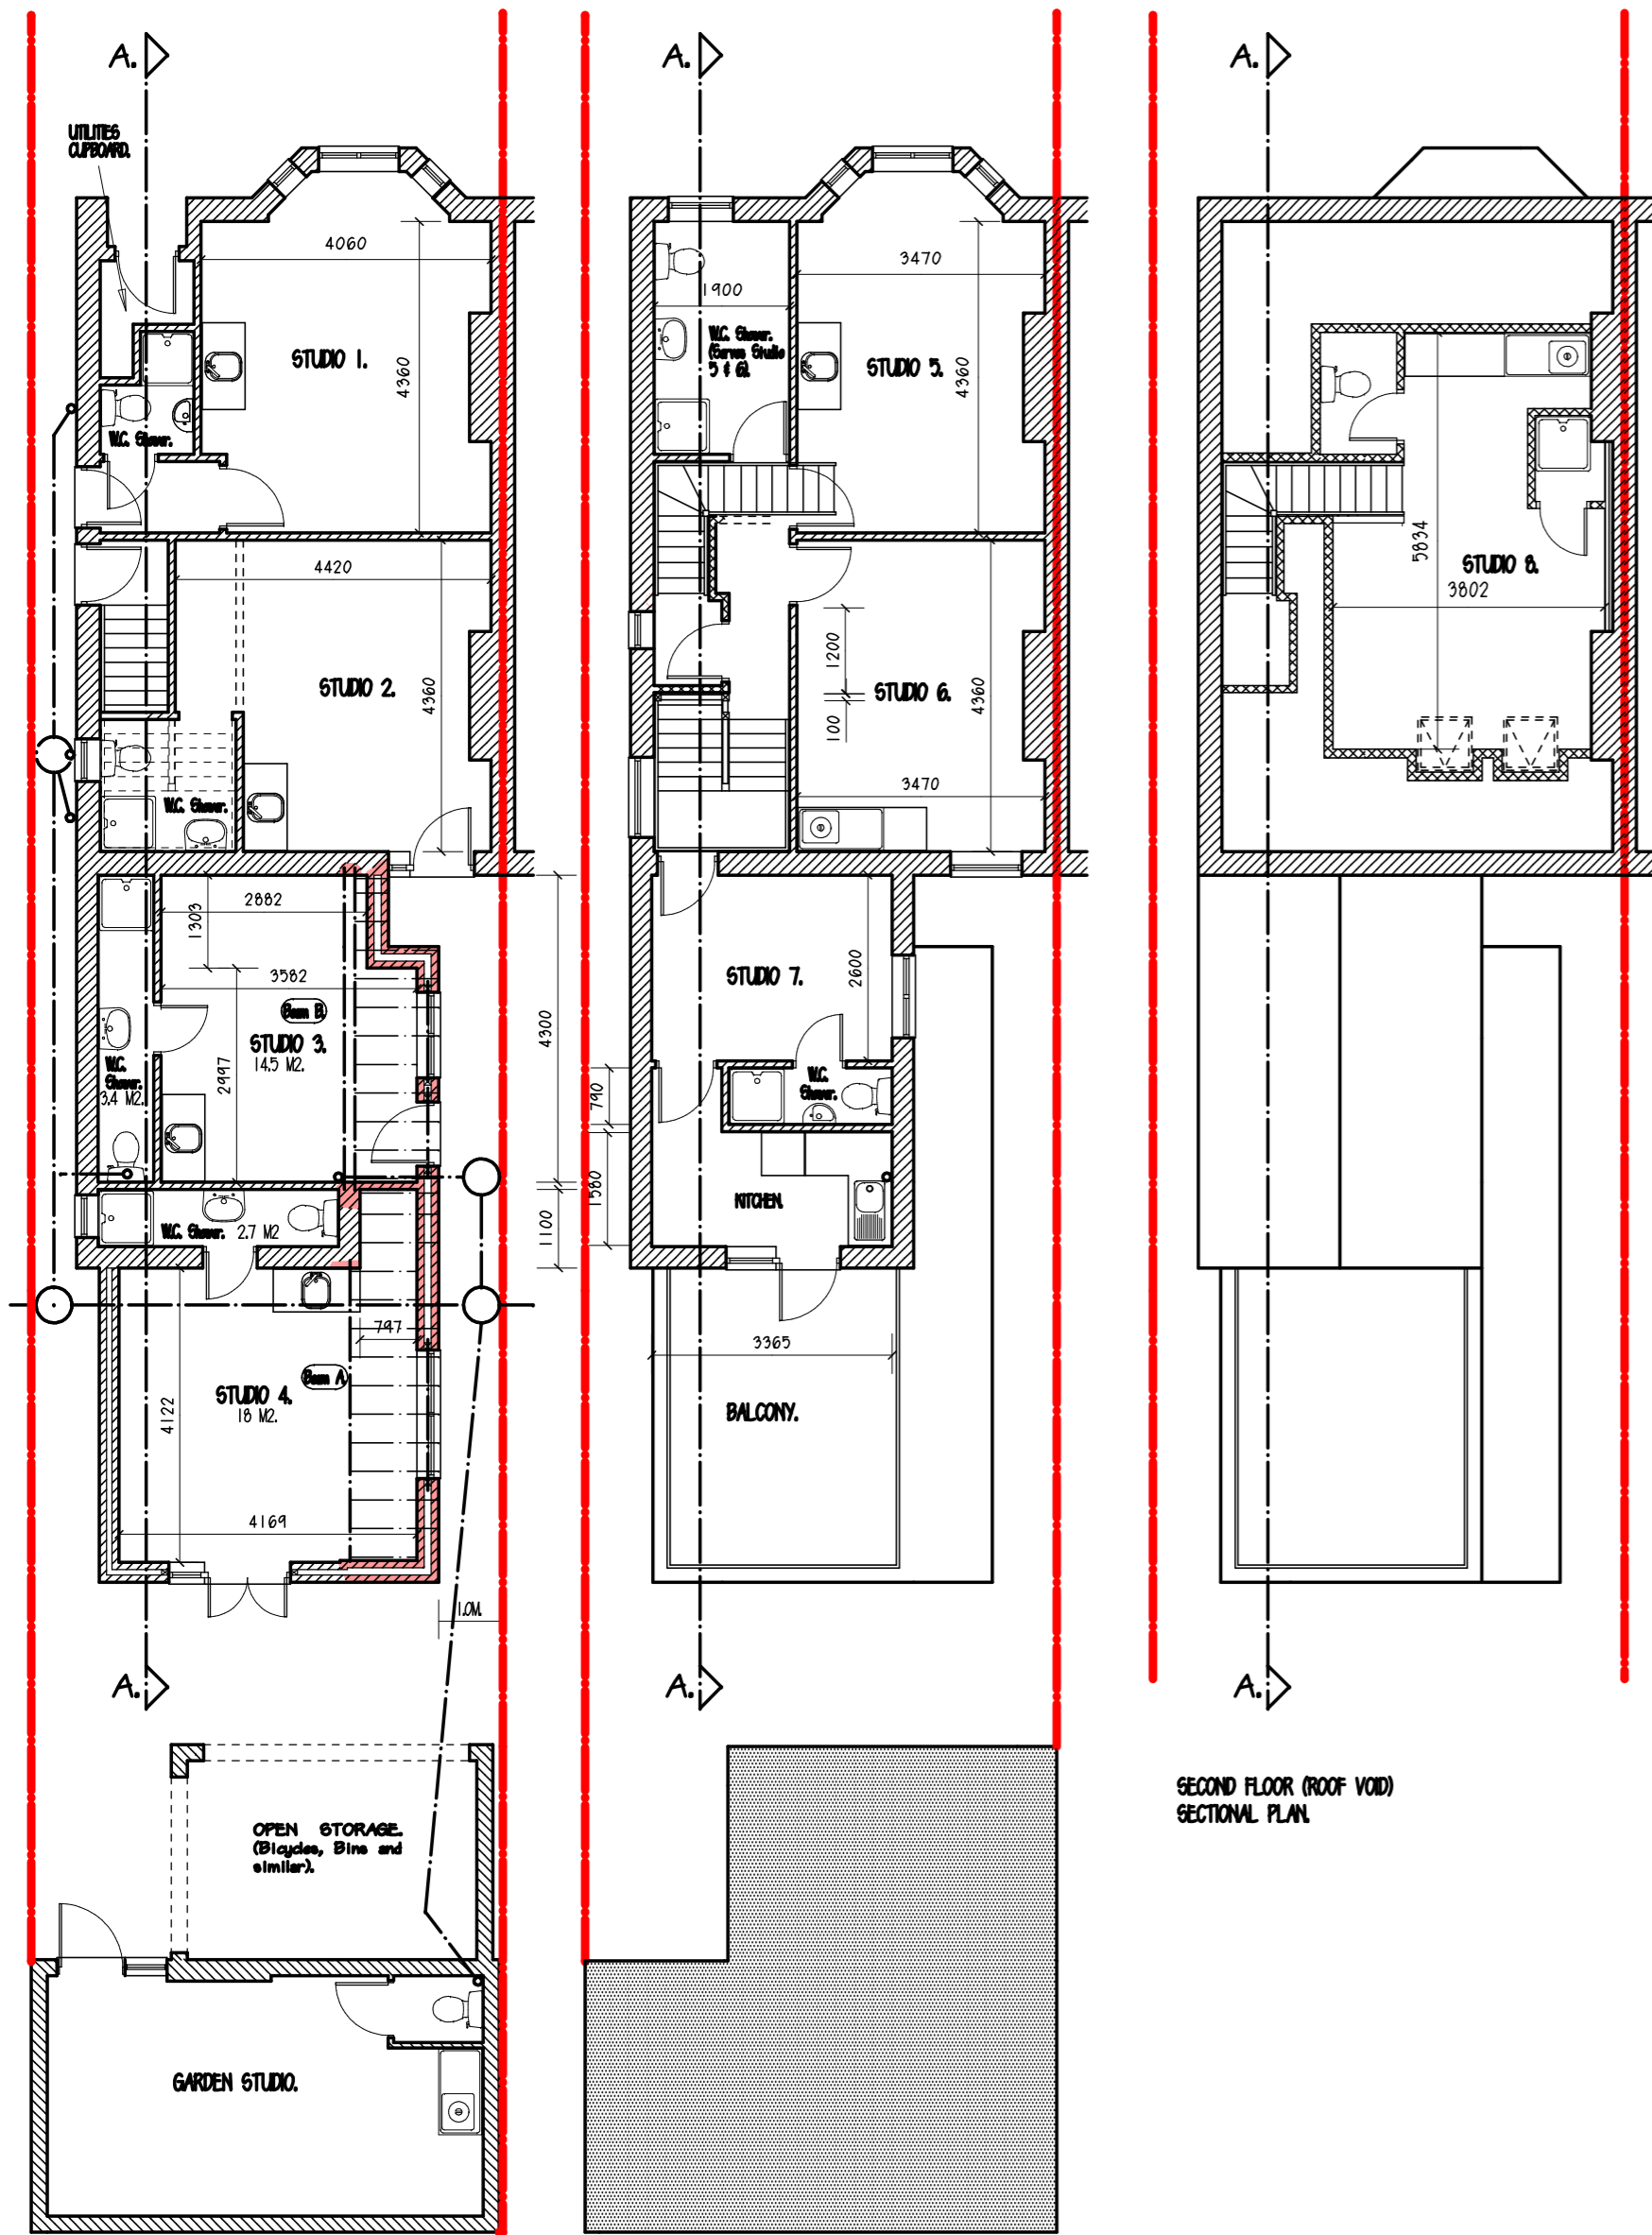 A.
A.
A.
UTILITIES
CUPBOARD.
4060
STUDIO 1.
4360
W.C. Shower.
4420
STUDIO 2.
4360
W.C. Shower.
1303
2882
3582
Beam B.
STUDIO 3.
14.5 M2.
2997
W.C.
Shower.
3.4 M2.
4300
1100
W.C. Shower. 2.7 M2
797
Beam A.
STUDIO 4.
18 M2.
4122
4169
1.0M.
A.
OPEN STORAGE.
(Bicycles, Bins and
similar).
GARDEN STUDIO.
1900
W.C. Shower.
(Serves Studio
5 & 6).
3470
STUDIO 5.
4360
1200
100
STUDIO 6.
4360
3470
STUDIO 7.
2600
790
1580
W.C.
Shower.
KITCHEN.
3365
BALCONY.
A.
5834
STUDIO 8.
3802
A.
SECOND FLOOR (ROOF VOID)
SECTIONAL PLAN.